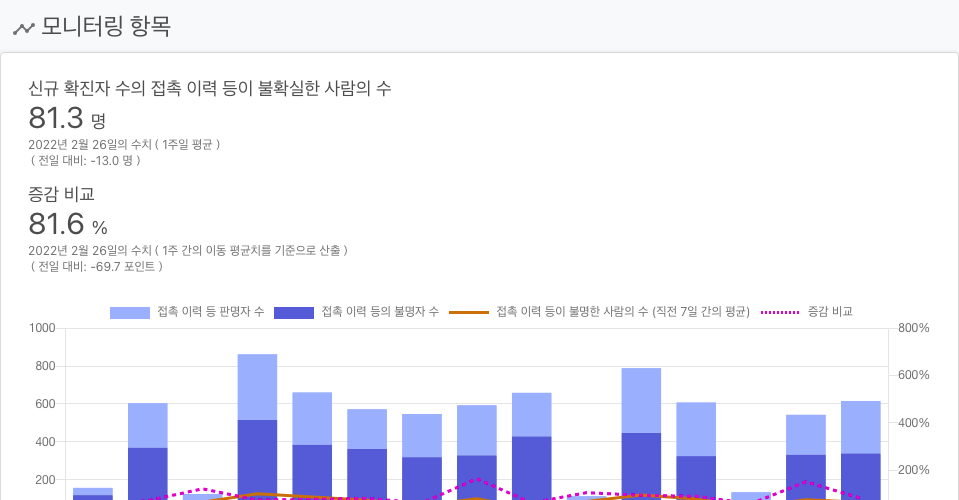 모니터링 항목
신규 확진자 수의 접촉 이력 등이 불확실한 사람의 수
81.3 명
2022년 2월 26일의 수치 ( 1주일 평균 )
( 전일 대비: -13.0 명 )
증감 비교
81.6 %
2022년 2월 26일의 수치 ( 1주 간의 이동 평균치를 기준으로 산출 )
( 전일 대비: -69.7 포인트 )
접촉 이력 등 판명자 수 접촉 이력 등의 불명자 수 접촉 이력 등이 불명한 사람의 수 (직전 7일 간의 평균) 증감 비교
1000 800%
800
600%
600
400%
400
200%
200